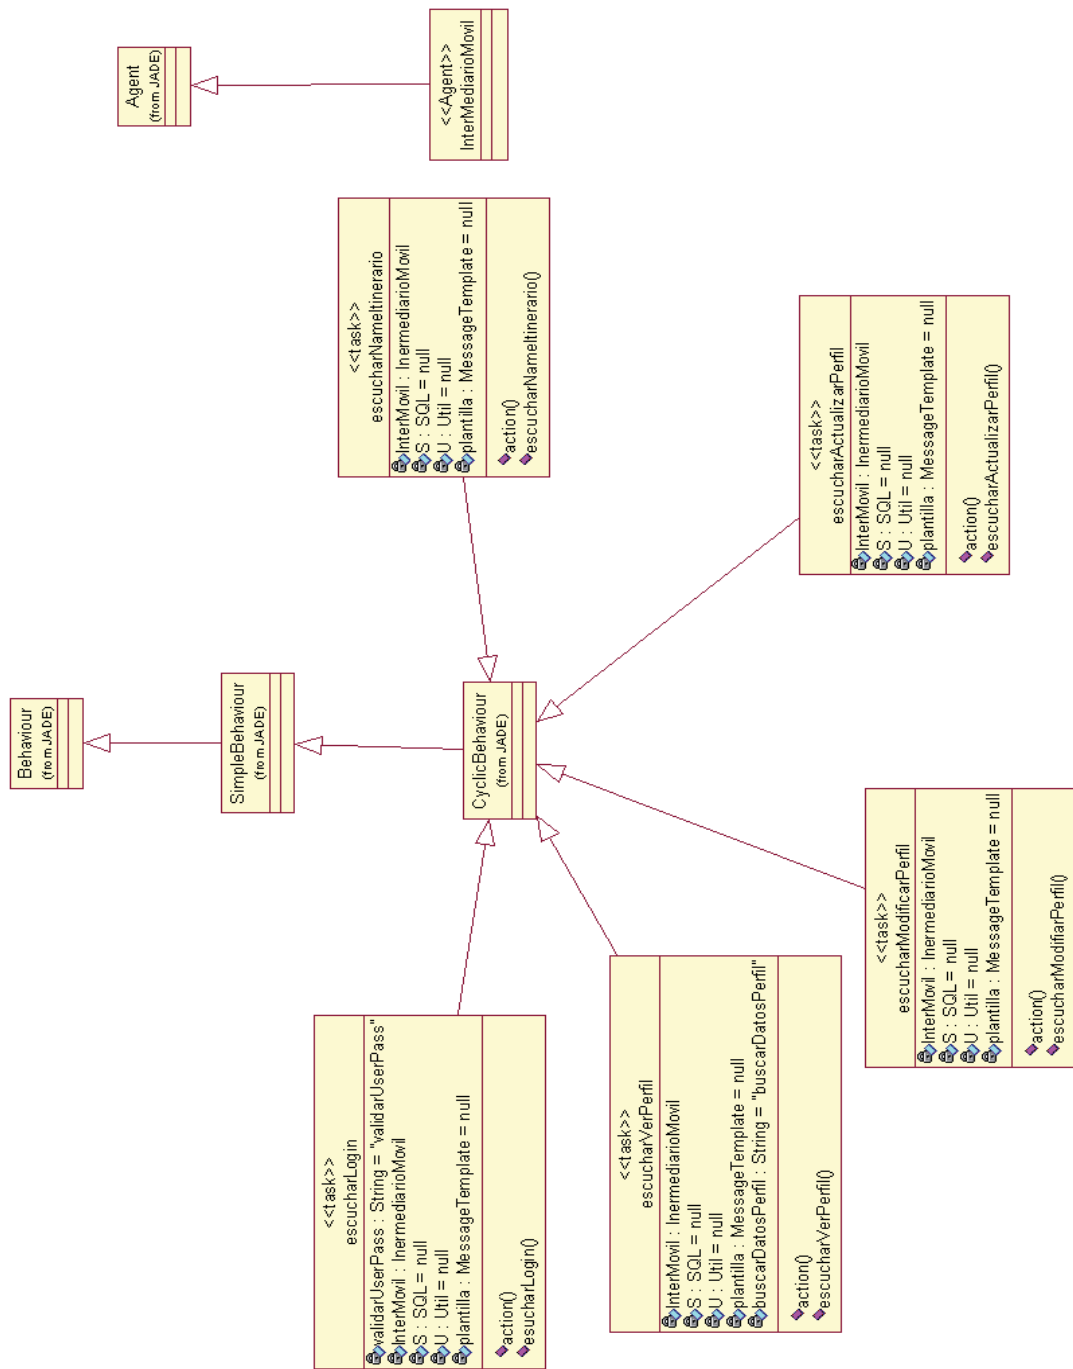 Behaviour
(from JADE)
SimpleBehaviour
(from JADE)
CyclicBehaviour
(from JADE)
Agent
(from JADE)
<<Agent>>
InterMediarioMovil
<<task>>
escucharLogin
validarUserPass : String = "validarUserPass"
InterMovil : InermediarioMovil
S : SQL = null
U : Util = null
plantilla : MessageTemplate = null
action()
esucharLogin()
<<task>>
escucharVerPerfil
InterMovil : InermediarioMovil
S : SQL = null
U : Util = null
plantilla : MessageTemplate = null
buscarDatosPerfil : String = "buscarDatosPerfil"
action()
escucharVerPerfil()
<<task>>
escucharModificarPerfil
InterMovil : InermediarioMovil
S : SQL = null
U : Util = null
plantilla : MessageTemplate = null
action()
escucharModifiarPerfil()
<<task>>
escucharActualizarPerfil
InterMovil : InermediarioMovil
S : SQL = null
U : Util = null
plantilla : MessageTemplate = null
action()
escucharActualizarPerfil()
<<task>>
escucharNameItinerario
InterMovil : InermediarioMovil
S : SQL = null
U : Util = null
plantilla : MessageTemplate = null
action()
escucharNameItinerario()